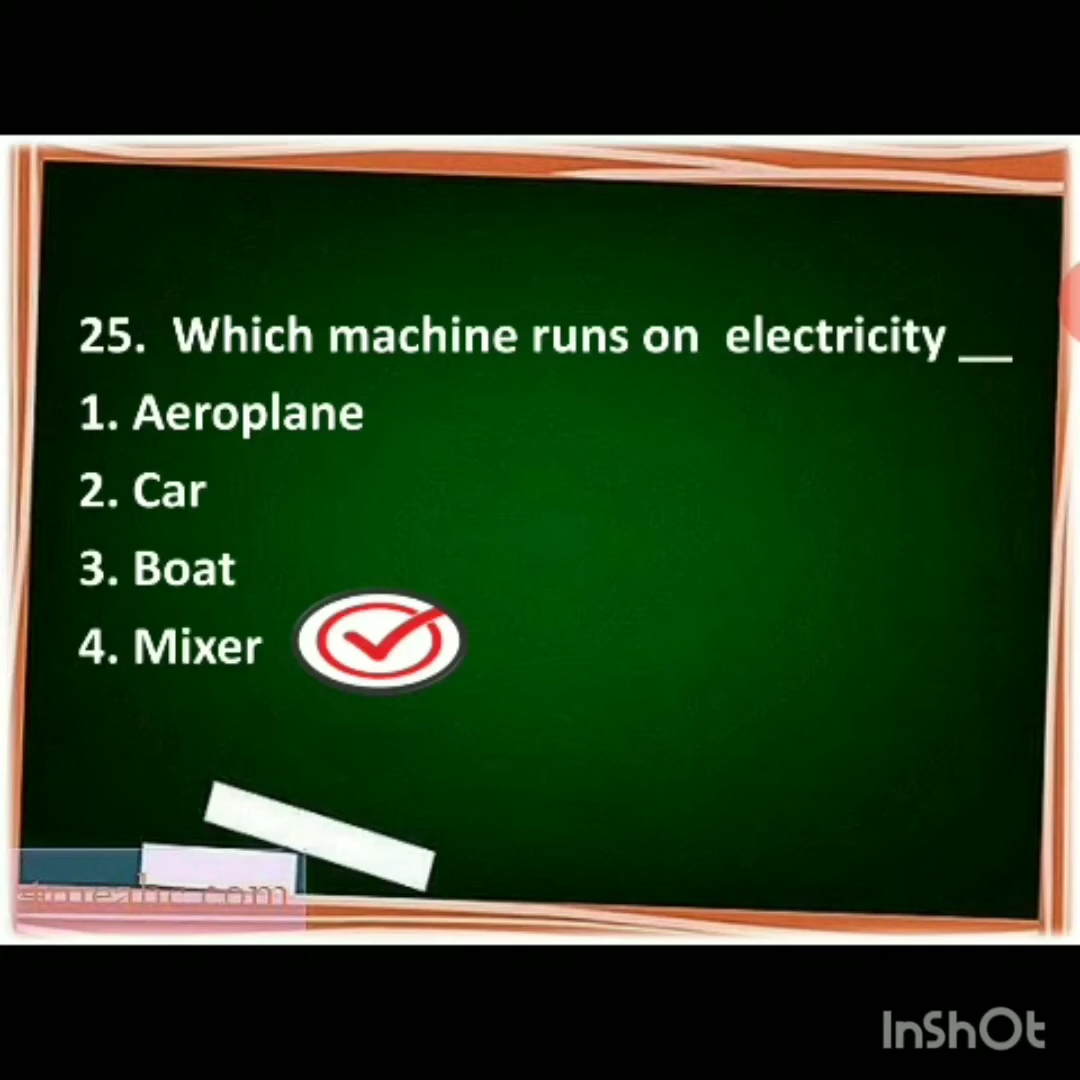 25. Which machine runs on electricity __
1. Aeroplane
2. Car
3. Boat
4. Mixer
InShOt